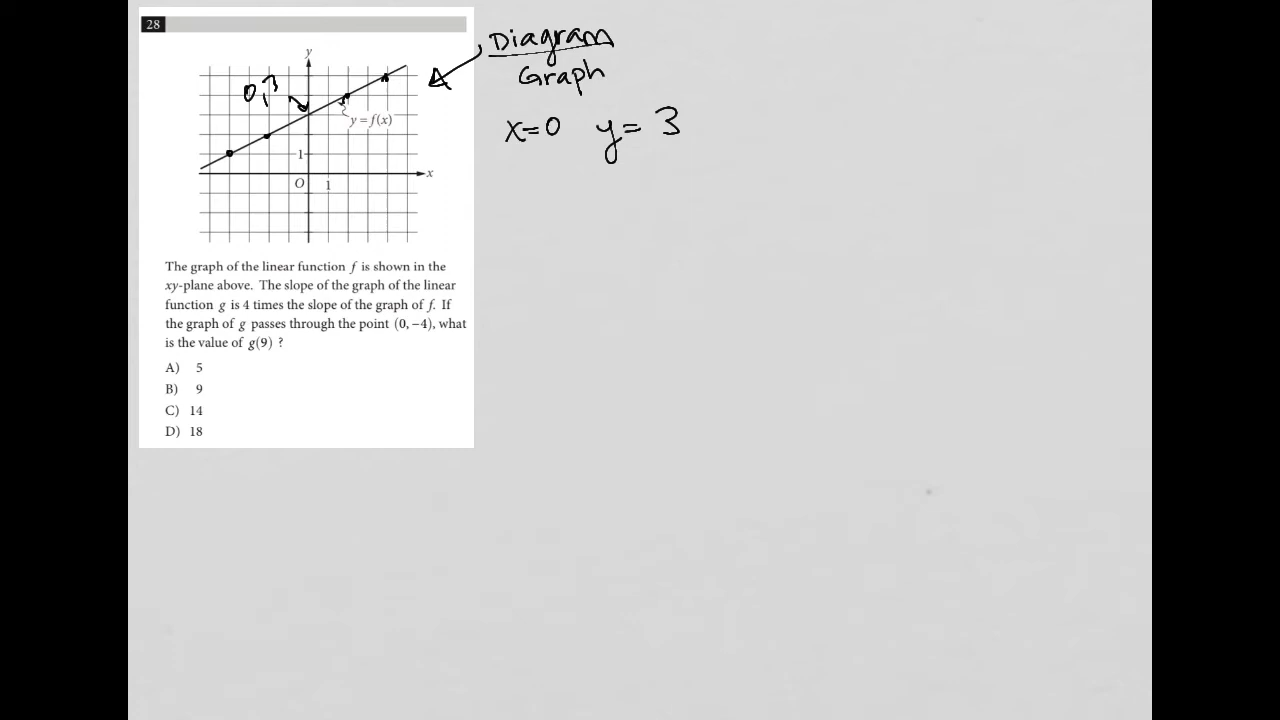 28
Diagram
Graph
x=0 y=3
0,3
y
y = f(x)
1
x
O
1
The graph of the linear function f is shown in the
xy-plane above. The slope of the graph of the linear
function g is 4 times the slope of the graph of f. If
the graph of g passes through the point (0, −4), what
is the value of g(9) ?
A) 5
B) 9
C) 14
D) 18